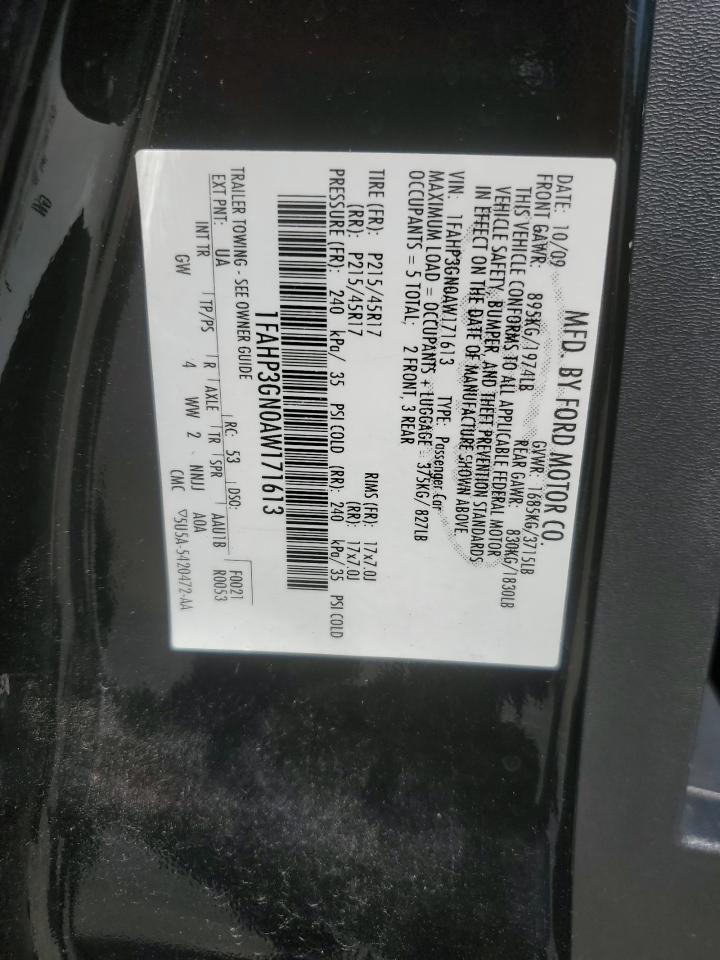 MFD. BY FORD MOTOR CO.
DATE: 10/09 GVWR: 1685KG/3715LB
FRONT GAWR: 895KG/1974LB REAR GAWR: 830KG/1830LB
THIS VEHICLE CONFORMS TO ALL APPLICABLE FEDERAL MOTOR
VEHICLE SAFETY, BUMPER, AND THEFT PREVENTION STANDARDS
IN EFFECT ON THE DATE OF MANUFACTURE SHOWN ABOVE.
VIN: 1FAHP3GN0AW171613 TYPE: Passenger Car
MAXIMUM LOAD = OCCUPANTS + LUGGAGE = 375KG/827LB
OCCUPANTS = 5 TOTAL; 2 FRONT, 3 REAR
TIRE (FR): P215/45R17 RIMS (FR): 17x7.0J
(RR): P215/45R17 (RR): 17x7.0J
PRESSURE (FR): 240 kPa/ 35 PSI COLD (RR): 240 kPa/35 PSI COLD
1FAHP3GN0AW171613
TRAILER TOWING - SEE OWNER GUIDE
F0021
EXT PNT: UA RC: 53 DSO: R0053
INT TR TP/PS R AXLE TR SPR AAU1B
GW 4 WW 2 NNJJ A0A
CMC ▽5U5A-5420472-AA